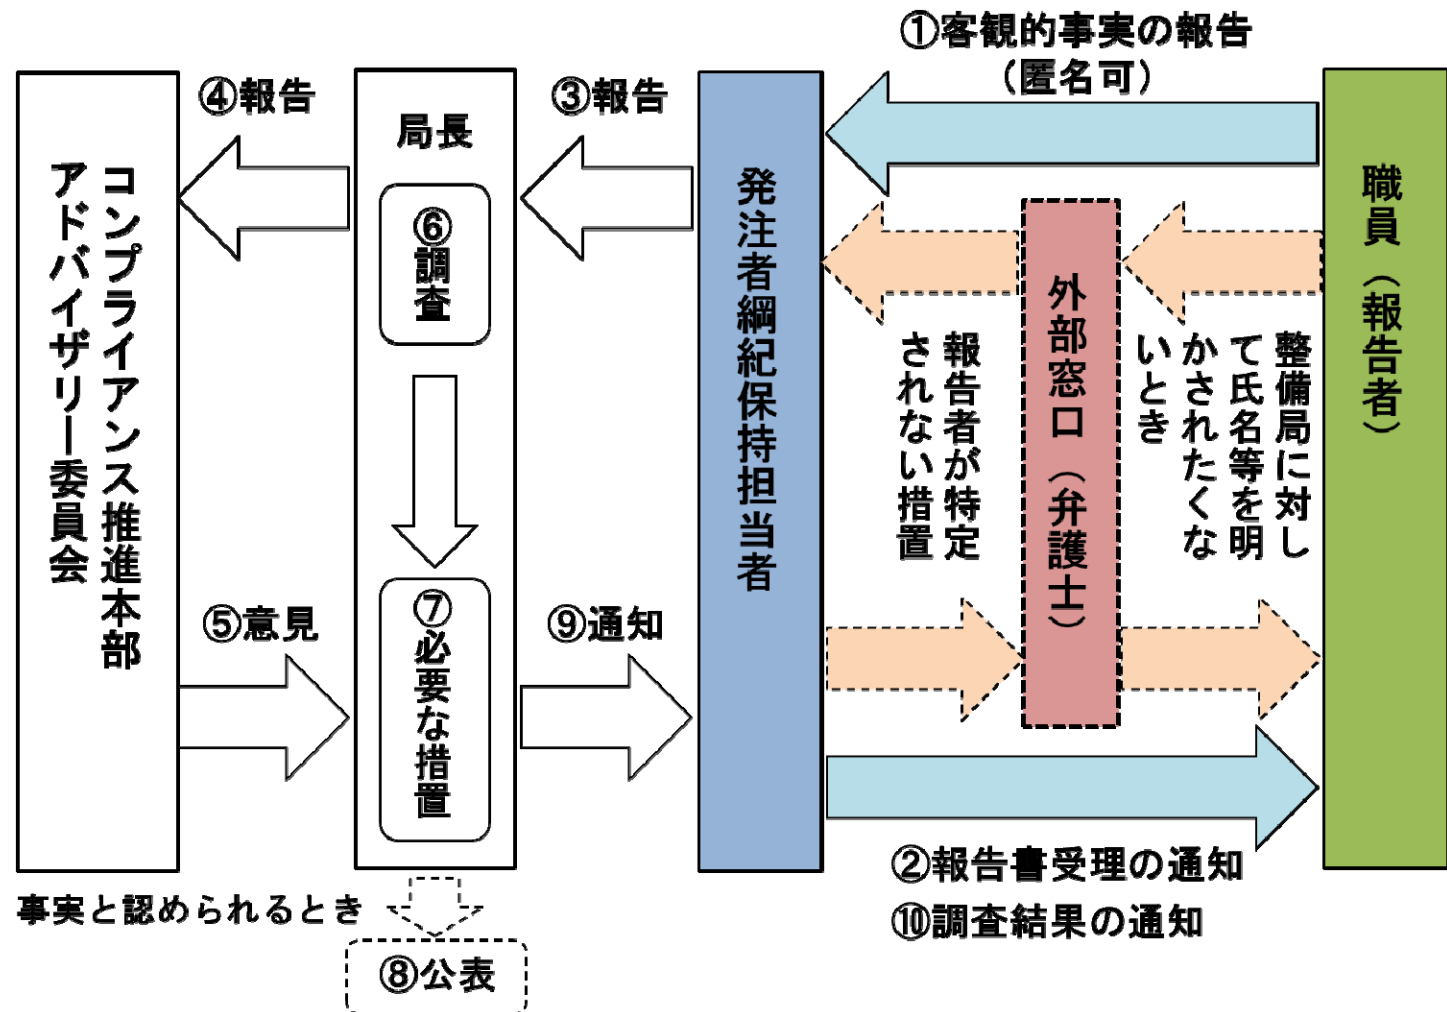 ①客観的事実の報告
（匿名可）
④報告
③報告
局長
⑥調査
コンプライアンス推進本部
アドバイザリー委員会
発注者綱紀保持担当者
外部窓口（弁護士）
職員（報告者）
整備局に対し
て氏名等を明
かされたくな
いとき
報告者が特定
されない措置
⑤意見
⑦必要な措置
⑨通知
②報告書受理の通知
⑩調査結果の通知
事実と認められるとき
⑧公表